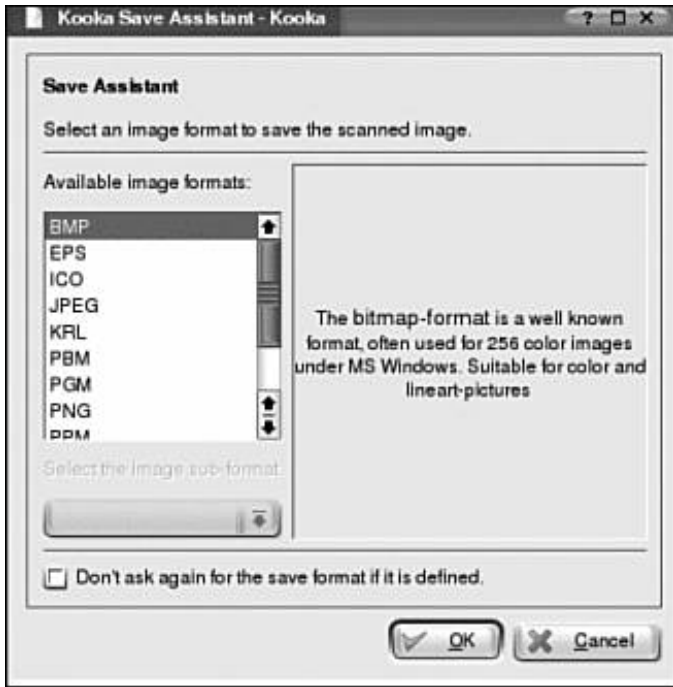 Kooka Save Assistant - Kooka
Save Assistant
Select an image format to save the scanned image.
Available image formats:
BMP
EPS
ICO
JPEG
KRL
PBM
PGM
PNG
PPM
The bitmap-format is a well known
format, often used for 256 color images
under MS Windows. Suitable for color and
lineart-pictures
Select the image sub-format
Don't ask again for the save format if it is defined.
OK
Cancel